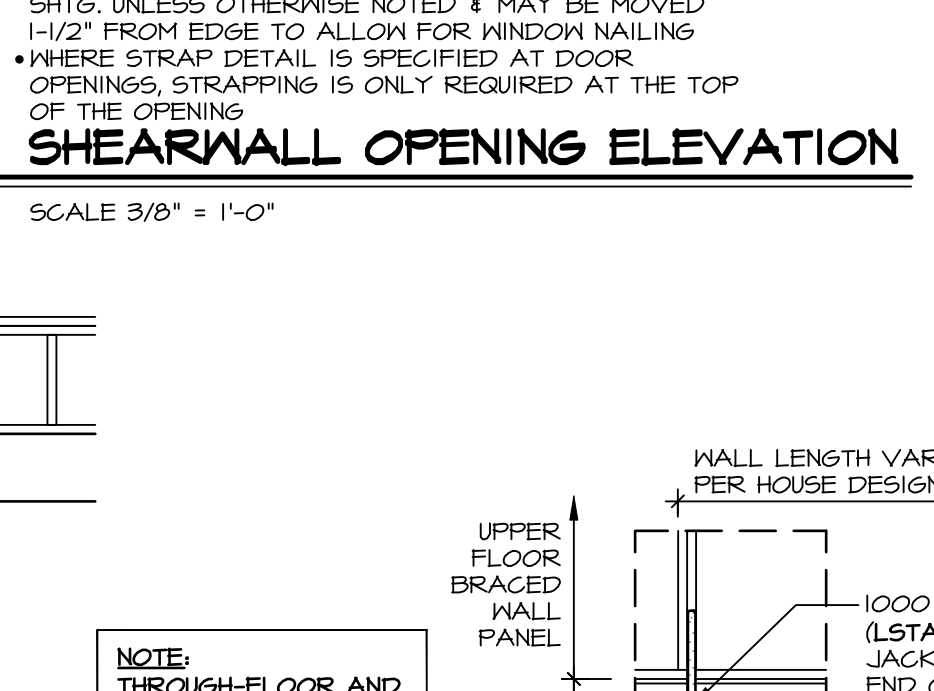 SHTG. UNLESS OTHERWISE NOTED & MAY BE MOVED
1-1/2" FROM EDGE TO ALLOW FOR WINDOW NAILING
• WHERE STRAP DETAIL IS SPECIFIED AT DOOR
OPENINGS, STRAPPING IS ONLY REQUIRED AT THE TOP
OF THE OPENING
SHEARWALL OPENING ELEVATION
SCALE 3/8" = 1'-0"
WALL LENGTH VAR
PER HOUSE DESIGN
UPPER
FLOOR
BRACED
WALL
PANEL
1000
(LSTA
JACK
END
NOTE:
THROUGH-FLOOR AND